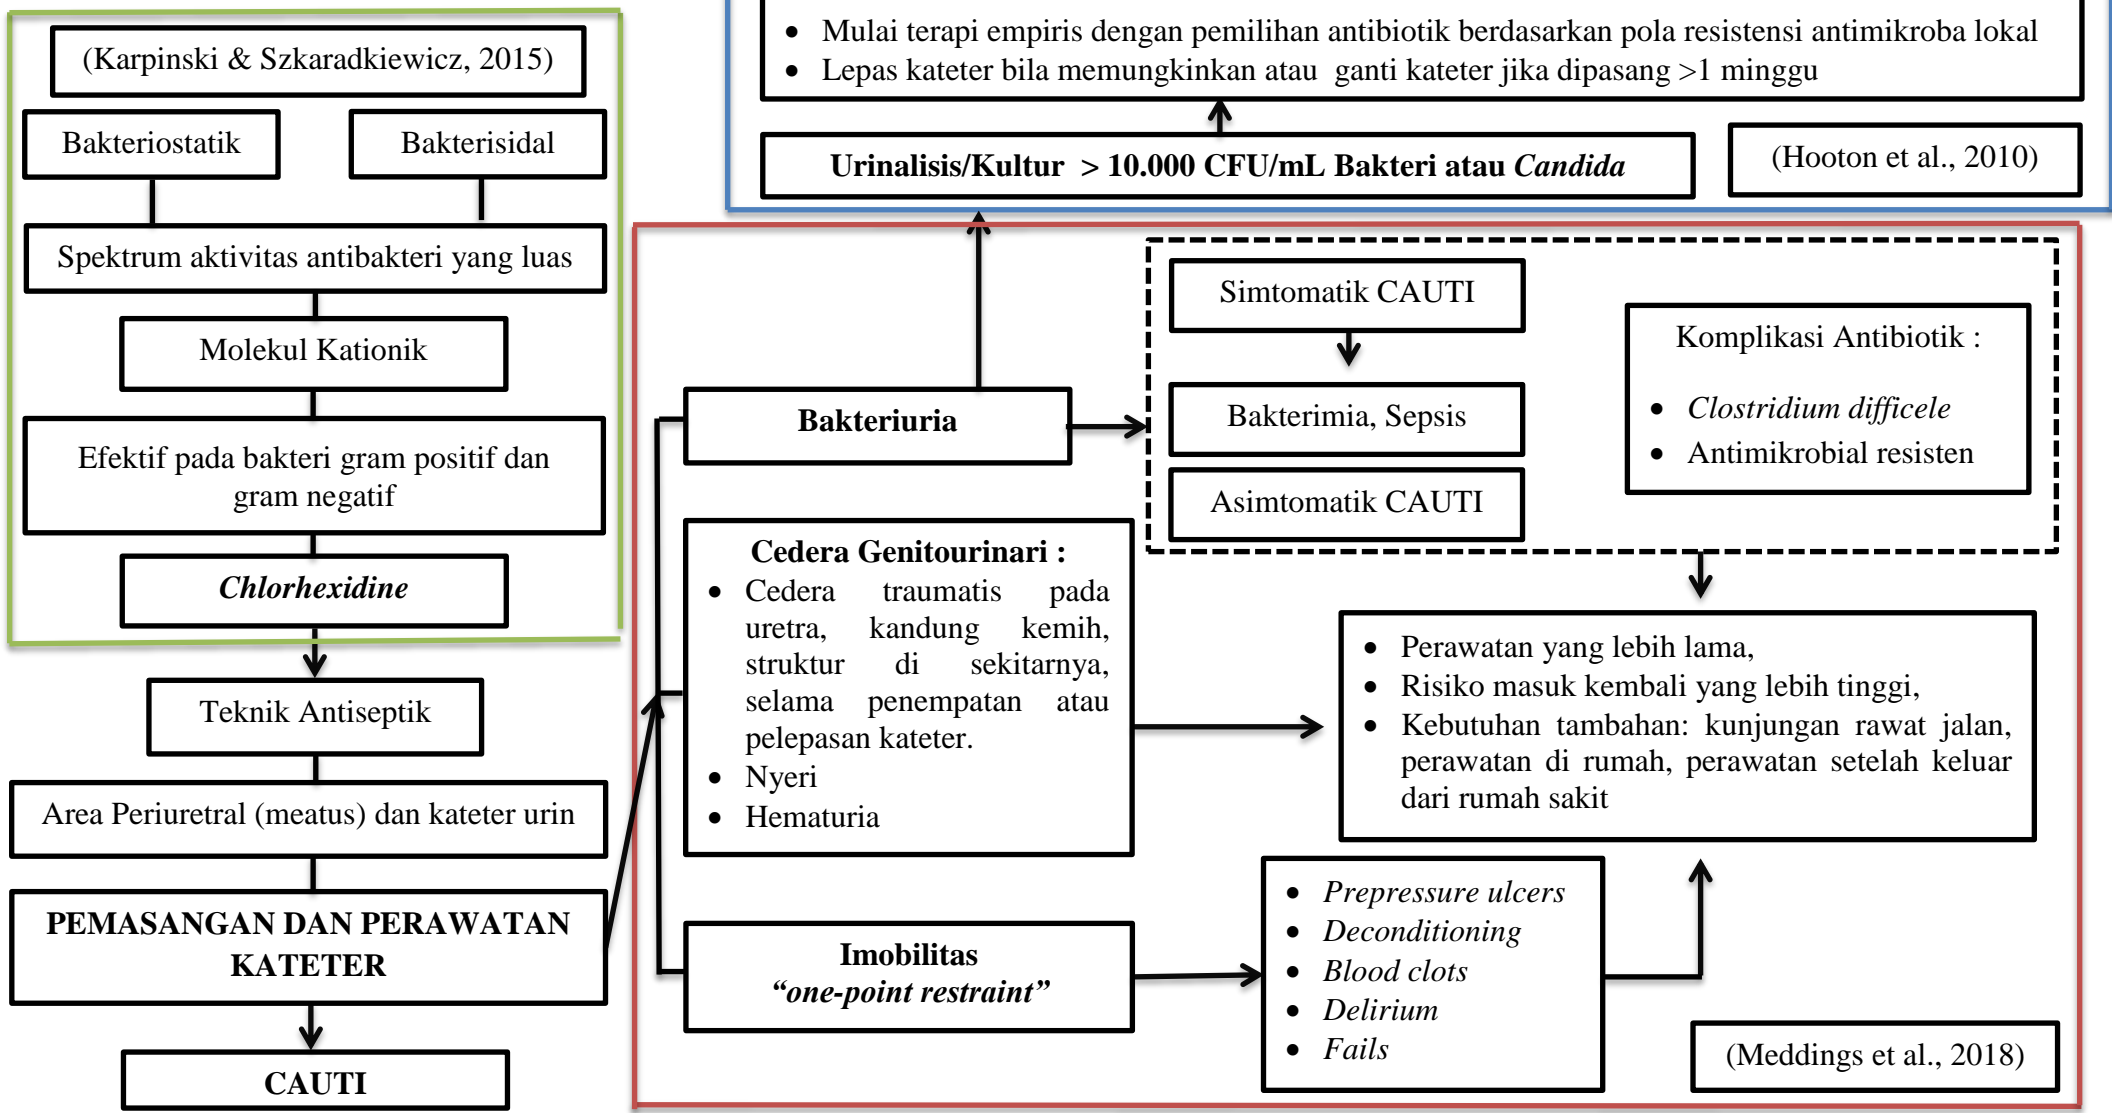 (Karpinski & Szkaradkiewicz, 2015)
Bakteriostatik
Bakterisidal
Spektrum aktivitas antibakteri yang luas
Molekul Kationik
Efektif pada bakteri gram positif dan
gram negatif
Chlorhexidine
Teknik Antiseptik
Area Periuretral (meatus) dan kateter urin
PEMASANGAN DAN PERAWATAN
KATETER
CAUTI
• Mulai terapi empiris dengan pemilihan antibiotik berdasarkan pola resistensi antimikroba lokal
• Lepas kateter bila memungkinkan atau ganti kateter jika dipasang >1 minggu
Urinalisis/Kultur > 10.000 CFU/mL Bakteri atau Candida
(Hooton et al., 2010)
Bakteriuria
Simtomatik CAUTI
Bakterimia, Sepsis
Asimtomatik CAUTI
Komplikasi Antibiotik :
• Clostridium difficele
• Antimikrobial resisten
Cedera Genitourinari :
• Cedera traumatis pada
uretra, kandung kemih,
struktur di sekitarnya,
selama penempatan atau
pelepasan kateter.
• Nyeri
• Hematuria
• Perawatan yang lebih lama,
• Risiko masuk kembali yang lebih tinggi,
• Kebutuhan tambahan: kunjungan rawat jalan,
perawatan di rumah, perawatan setelah keluar
dari rumah sakit
Imobilitas
“one-point restraint”
• Prepressure ulcers
• Deconditioning
• Blood clots
• Delirium
• Fails
(Meddings et al., 2018)